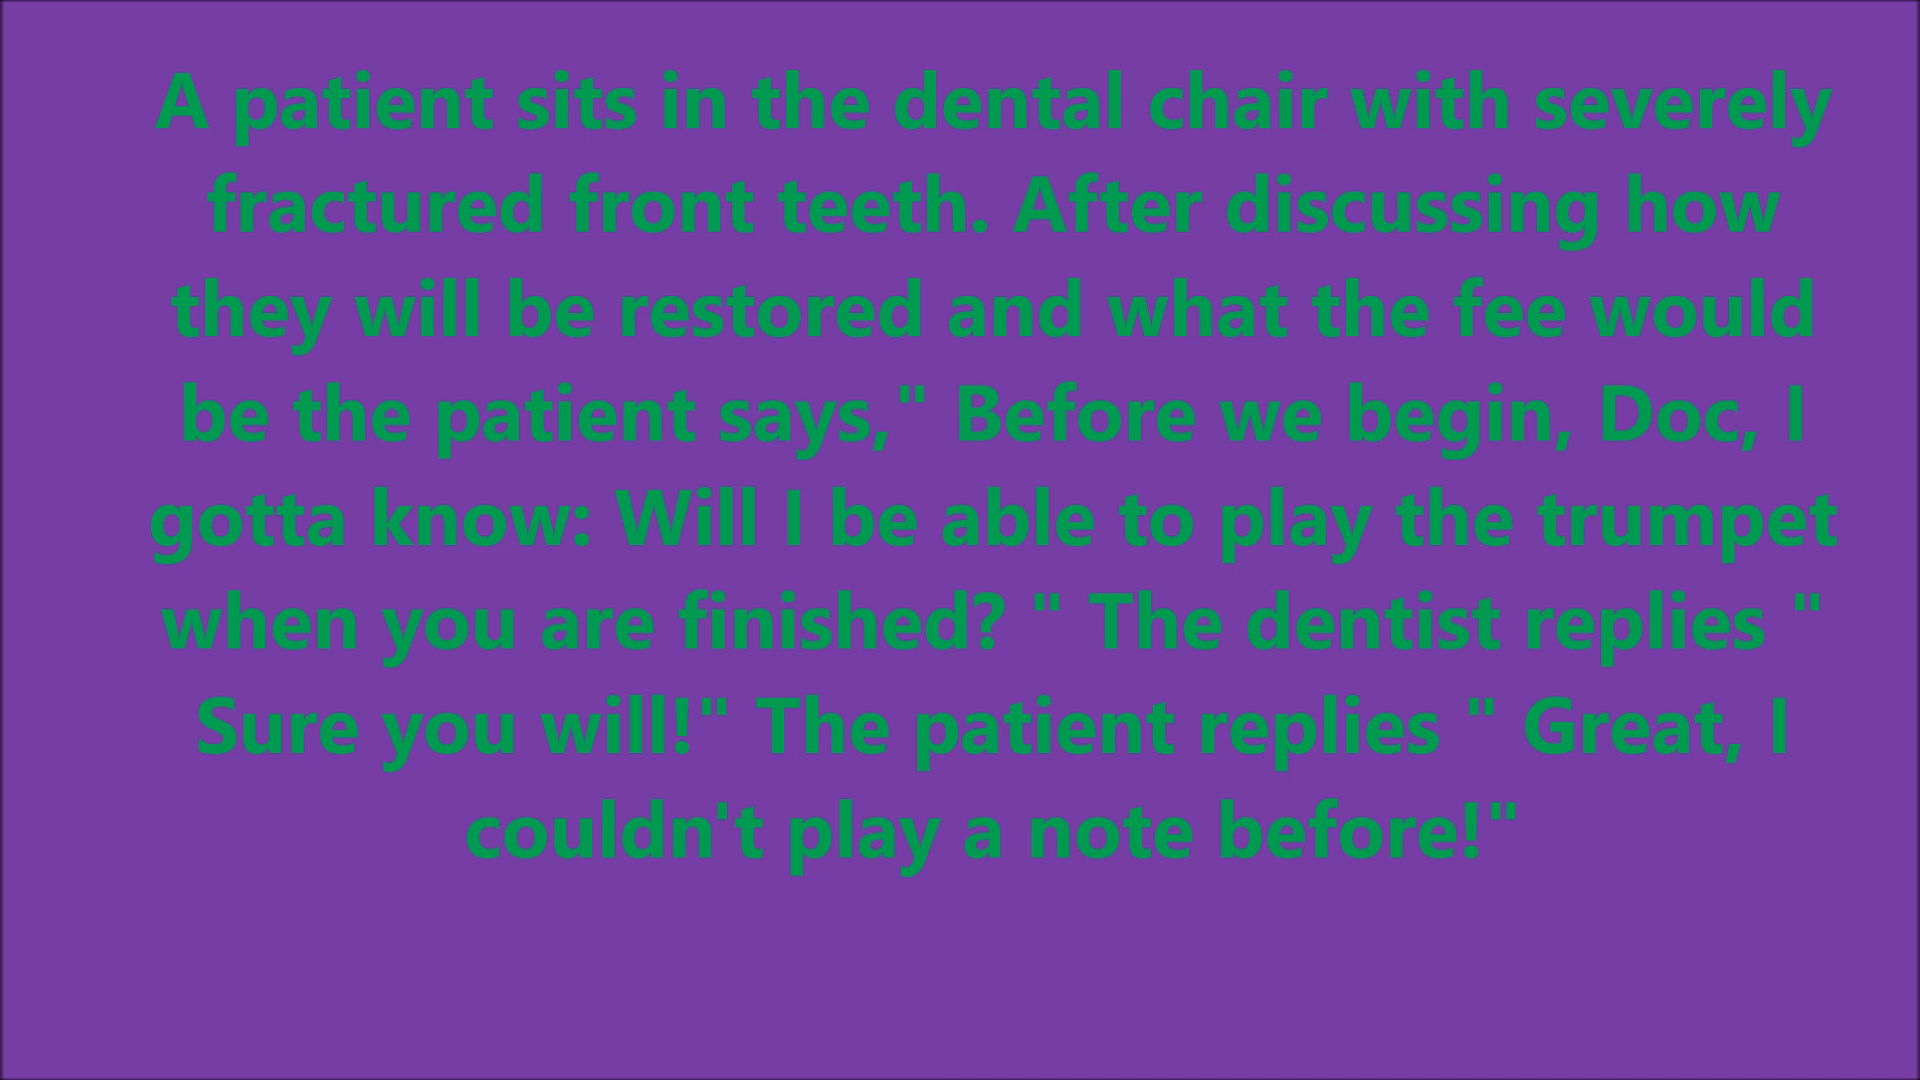 A patient sits in the dental chair with severely
fractured front teeth. After discussing how
they will be restored and what the fee would
be the patient says," Before we begin, Doc, I
gotta know: Will I be able to play the trumpet
when you are finished? " The dentist replies "
Sure you will!" The patient replies " Great, I
couldn't play a note before!"